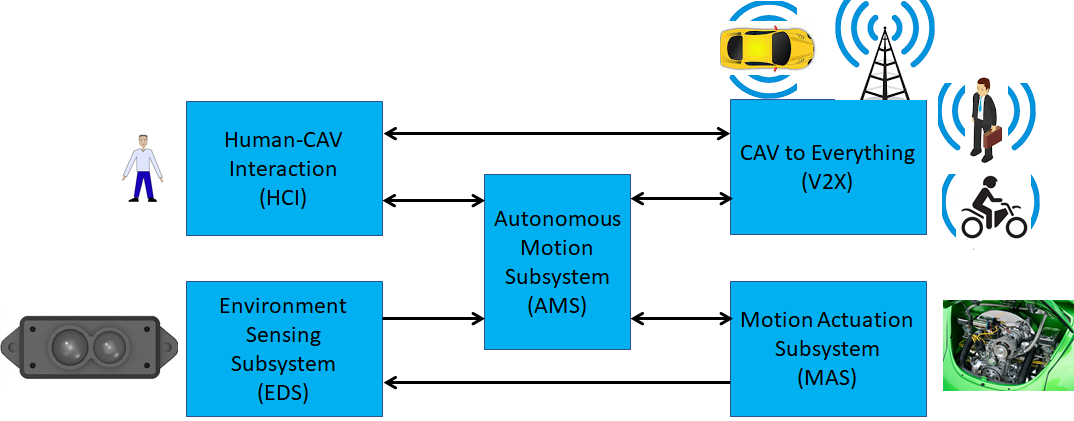 Human-CAV
Interaction
(HCI)
CAV to Everything
(V2X)
Autonomous
Motion
Subsystem
(AMS)
Environment
Sensing
Subsystem
(EDS)
Motion Actuation
Subsystem
(MAS)